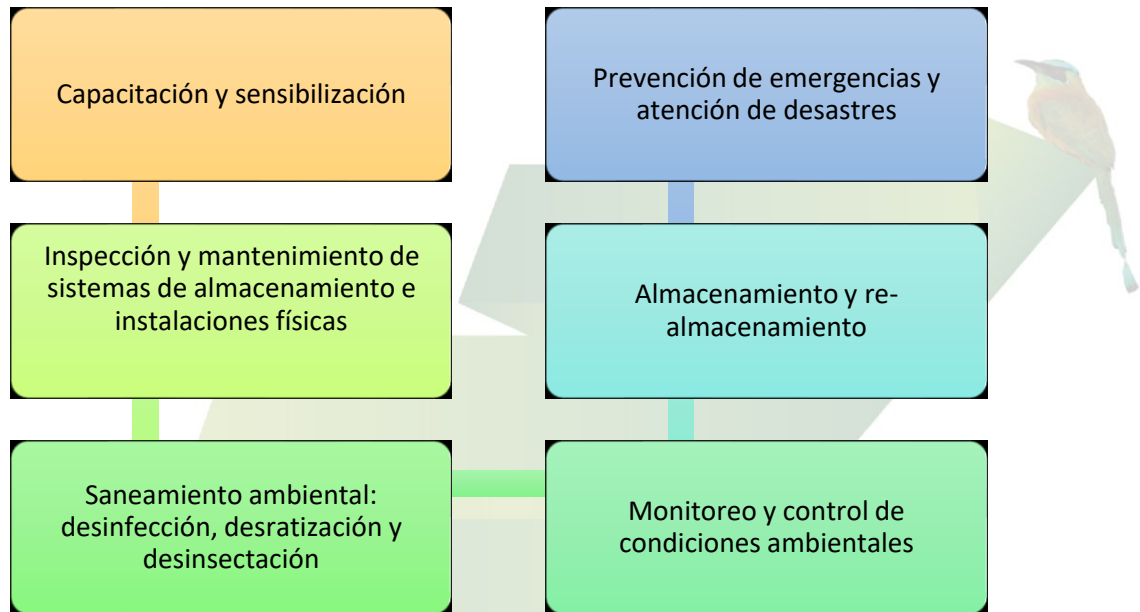 Capacitación y sensibilización
Inspección y mantenimiento de
sistemas de almacenamiento e
instalaciones físicas
Saneamiento ambiental:
desinfección, desratización y
desinsectación
Monitoreo y control de
condiciones ambientales
Almacenamiento y re-
almacenamiento
Prevención de emergencias y
atención de desastres